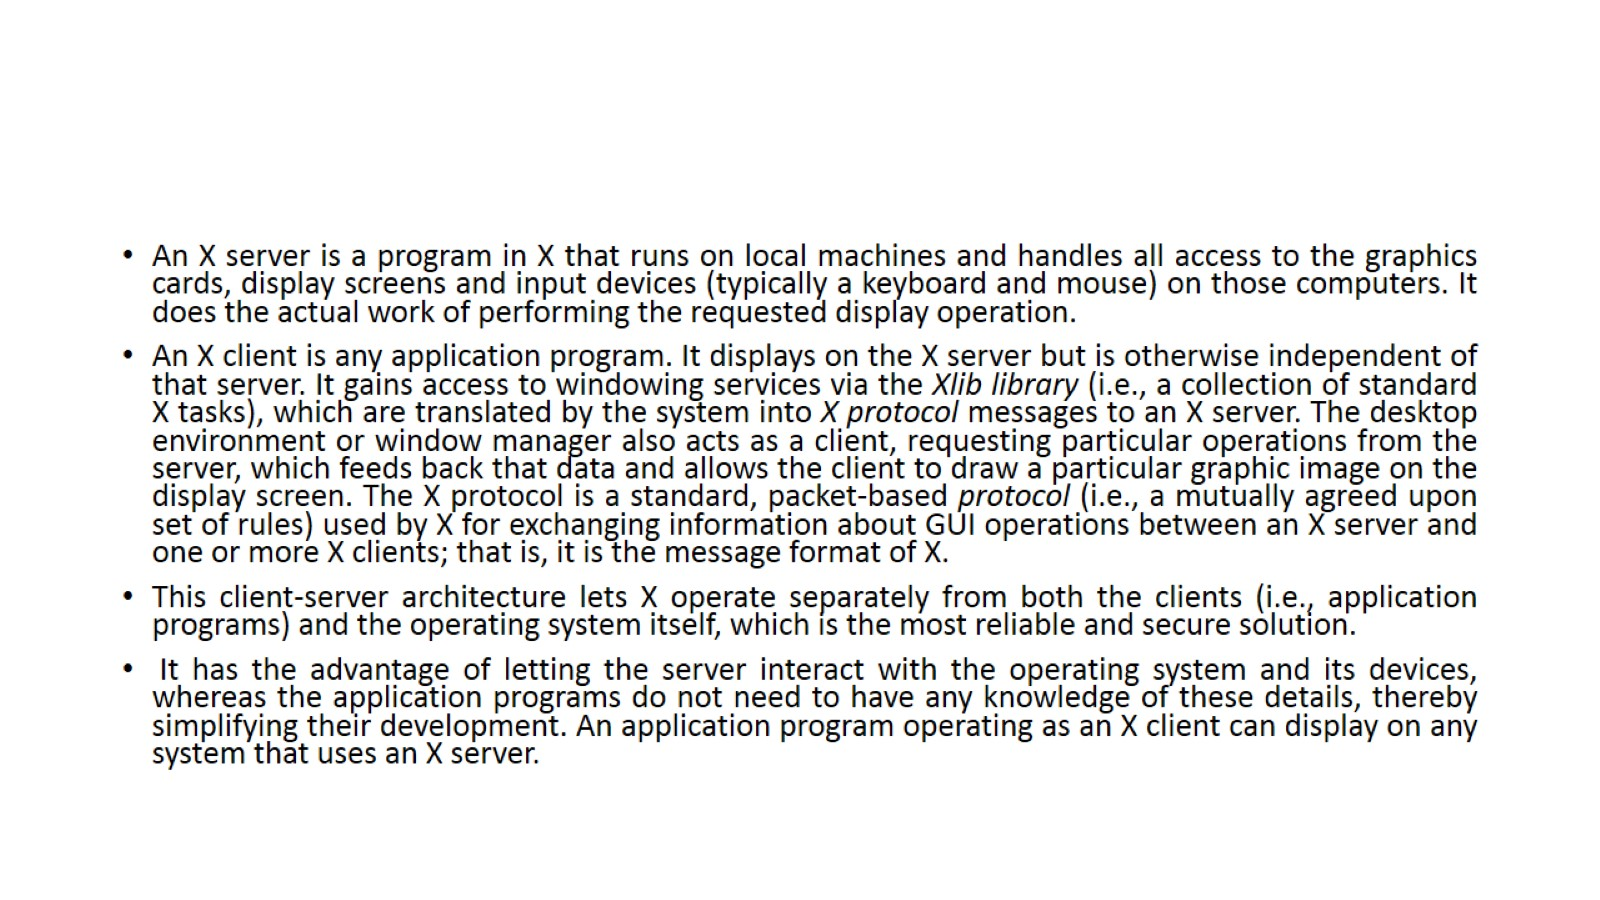 • An X server is a program in X that runs on local machines and handles all access to the graphics
cards, display screens and input devices (typically a keyboard and mouse) on those computers. It
does the actual work of performing the requested display operation.
• An X client is any application program. It displays on the X server but is otherwise independent of
that server. It gains access to windowing services via the Xlib library (i.e., a collection of standard
X tasks), which are translated by the system into X protocol messages to an X server. The desktop
environment or window manager also acts as a client, requesting particular operations from the
server, which feeds back that data and allows the client to draw a particular graphic image on the
display screen. The X protocol is a standard, packet-based protocol (i.e., a mutually agreed upon
set of rules) used by X for exchanging information about GUI operations between an X server and
one or more X clients; that is, it is the message format of X.
• This client-server architecture lets X operate separately from both the clients (i.e., application
programs) and the operating system itself, which is the most reliable and secure solution.
• It has the advantage of letting the server interact with the operating system and its devices,
whereas the application programs do not need to have any knowledge of these details, thereby
simplifying their development. An application program operating as an X client can display on any
system that uses an X server.